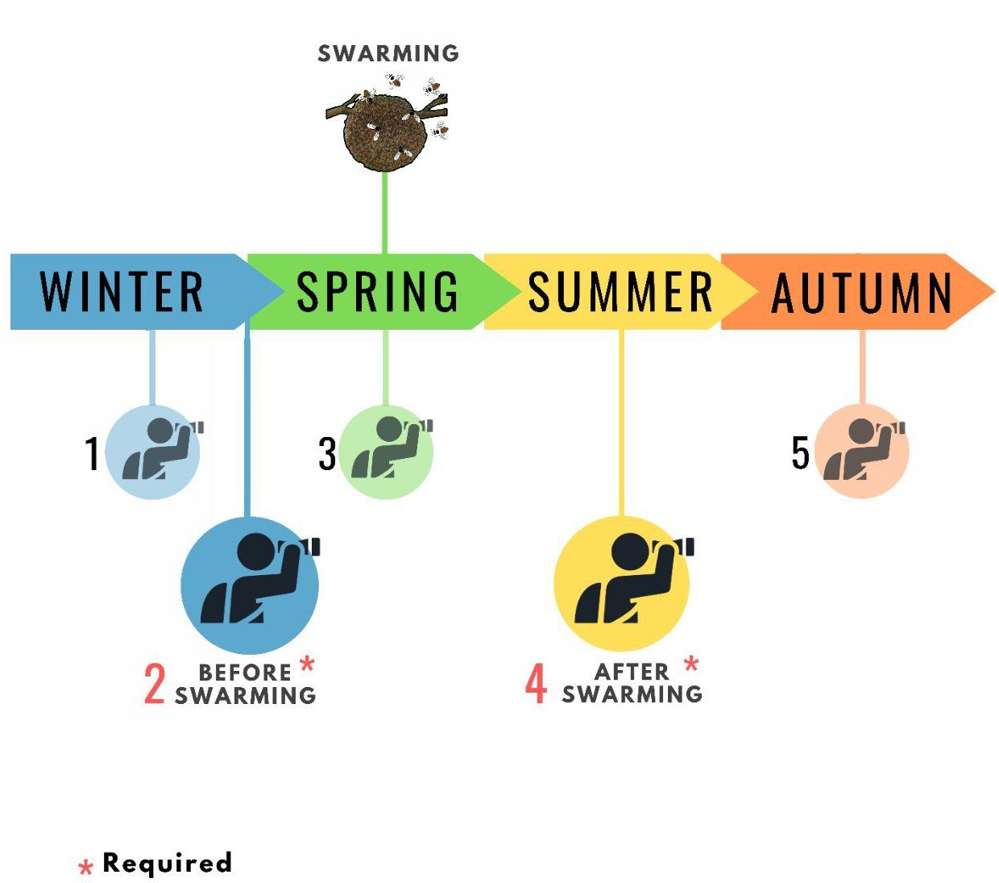 SWARMING
WINTER
SPRING
SUMMER
AUTUMN
1
3
5
2
BEFORE *
SWARMING
4
AFTER *
SWARMING
* Required